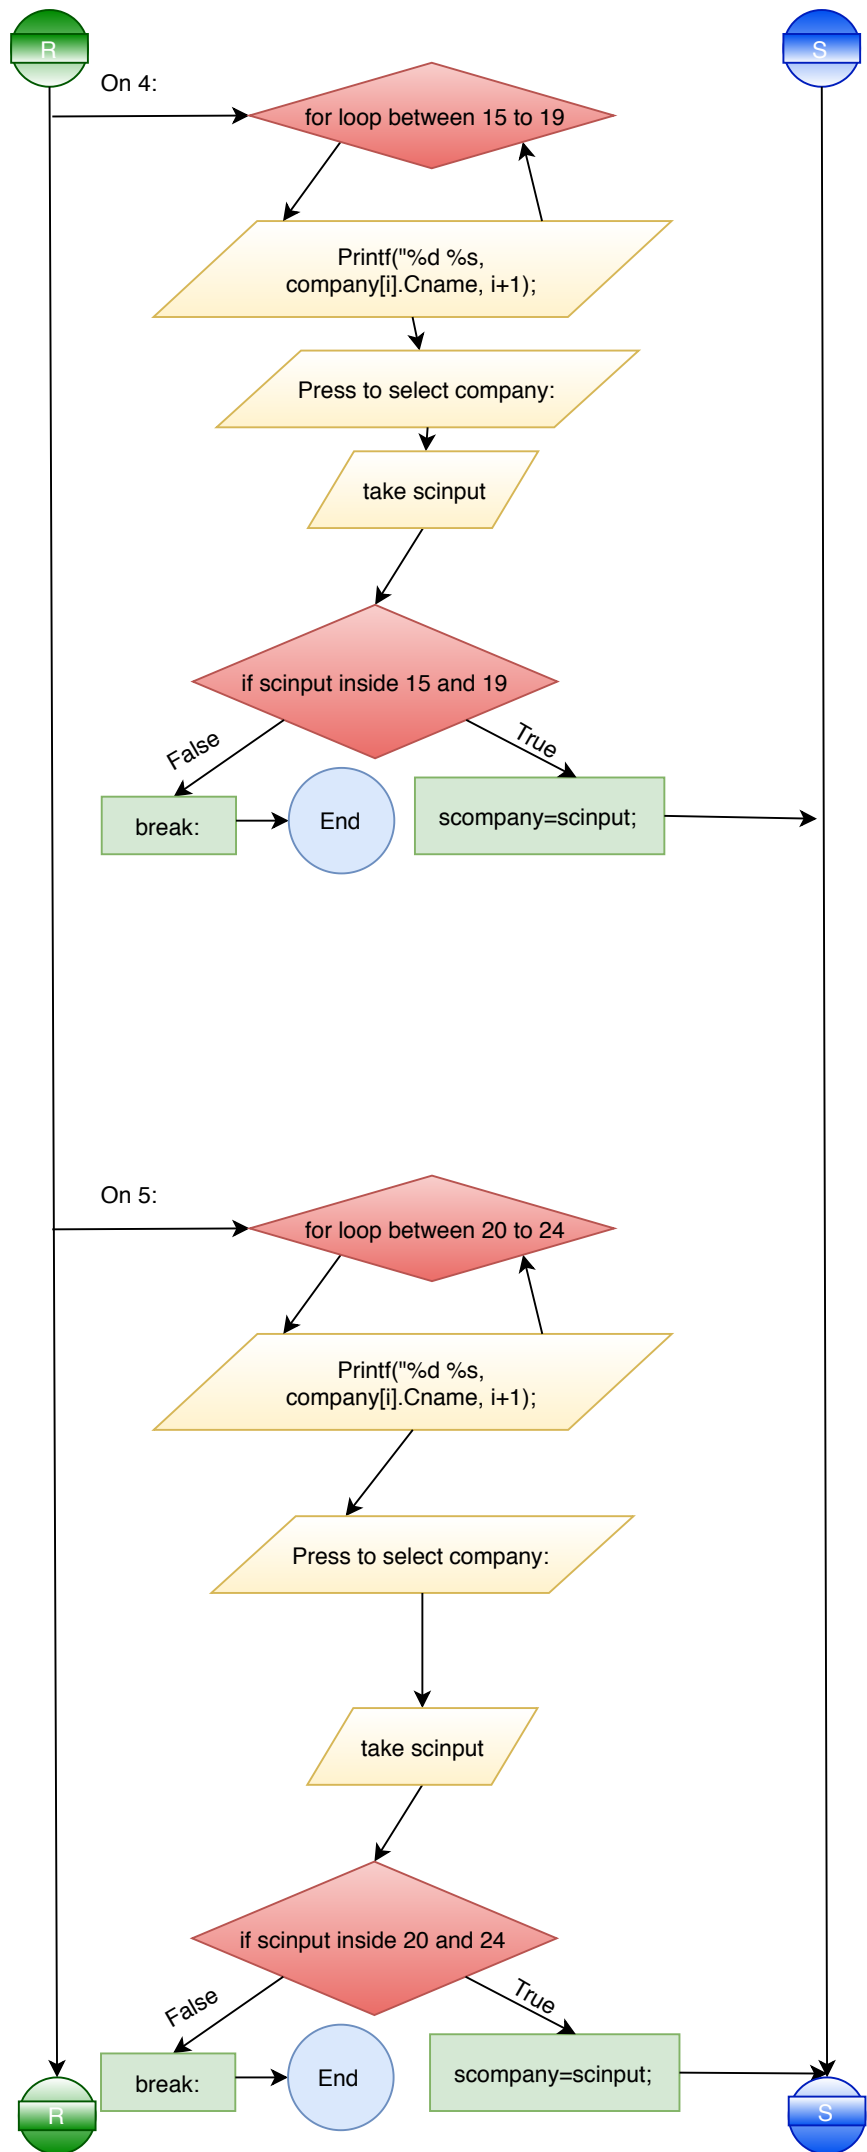 R
S
On 4:
for loop between 15 to 19
Printf("%d %s,
company[i].Cname, i+1);
Press to select company:
take scinput
if scinput inside 15 and 19
False
True
break:
End
scompany=scinput;
On 5:
for loop between 20 to 24
Printf("%d %s,
company[i].Cname, i+1);
Press to select company:
take scinput
if scinput inside 20 and 24
False
True
break:
End
scompany=scinput;
R
S